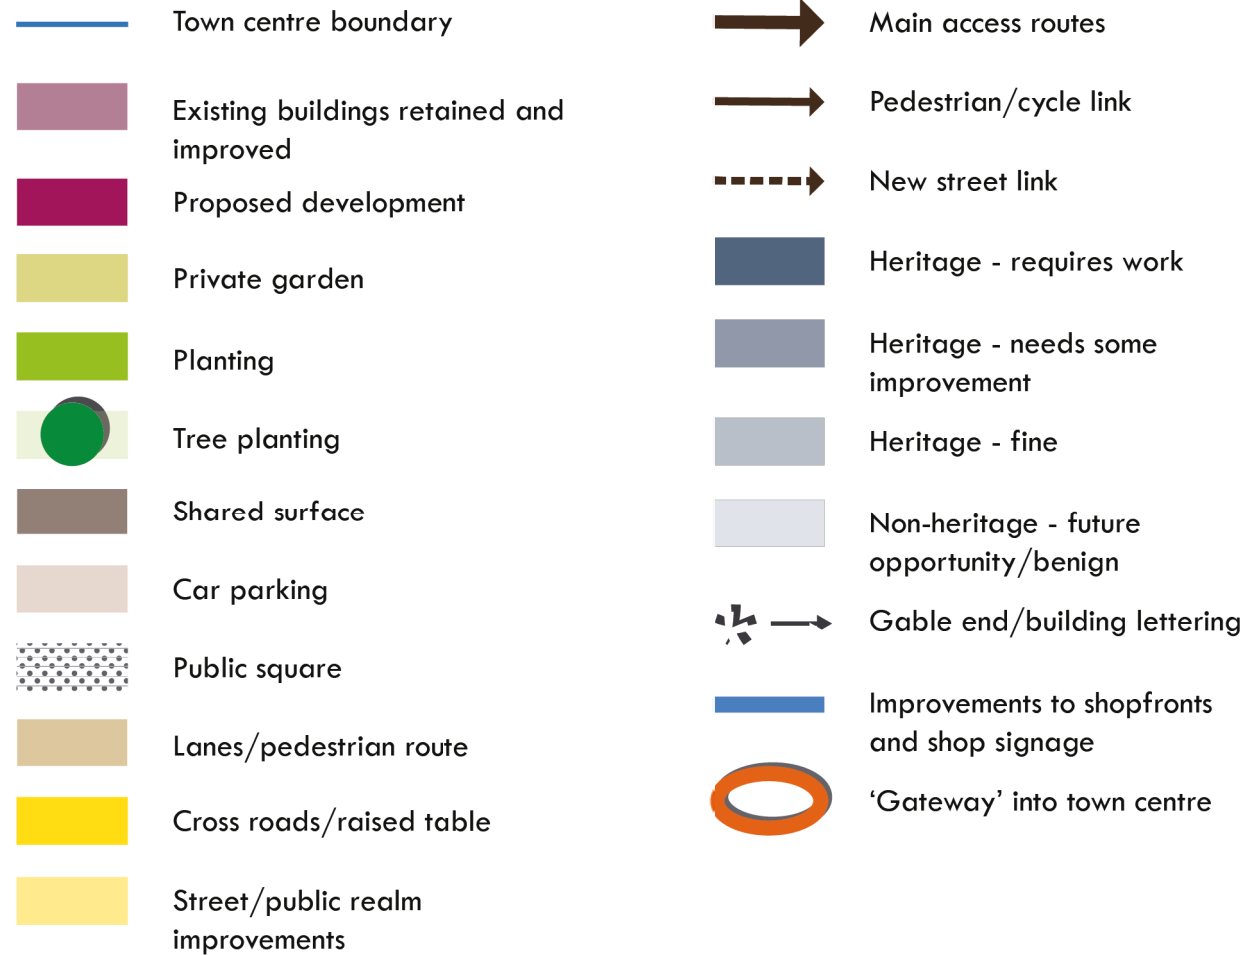 Town centre boundary
Existing buildings retained and
improved
Proposed development
Private garden
Planting
Tree planting
Shared surface
Car parking
Public square
Lanes/pedestrian route
Cross roads/raised table
Street/public realm
improvements
Main access routes
Pedestrian/cycle link
New street link
Heritage - requires work
Heritage - needs some
improvement
Heritage - fine
Non-heritage - future
opportunity/benign
Gable end/building lettering
Improvements to shopfronts
and shop signage
‘Gateway’ into town centre